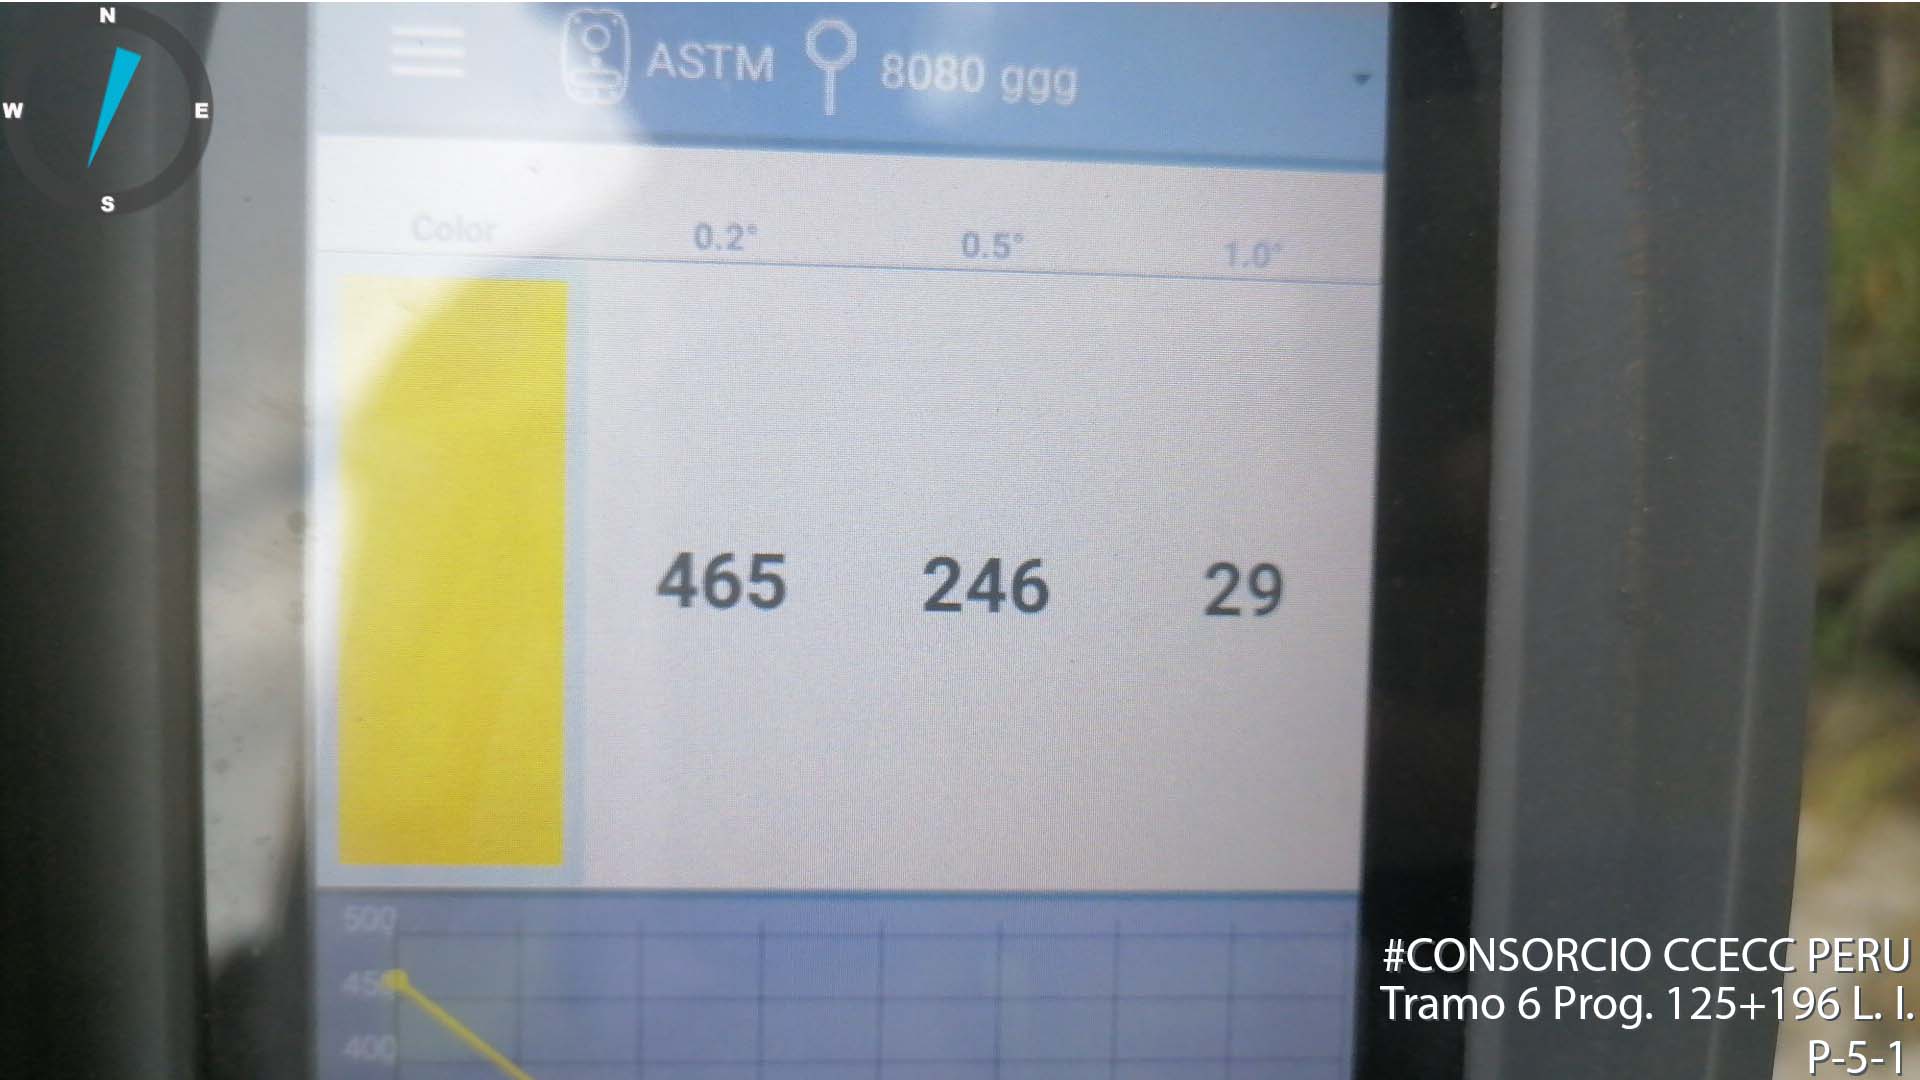 N
W
E
S
ASTM
8080 ggg
Color
0.2°
0.5°
1.0°
465
246
29
500
450
400
#CONSORCIO CCECC PERU
Tramo 6 Prog. 125+196 L. I.
P-5-1